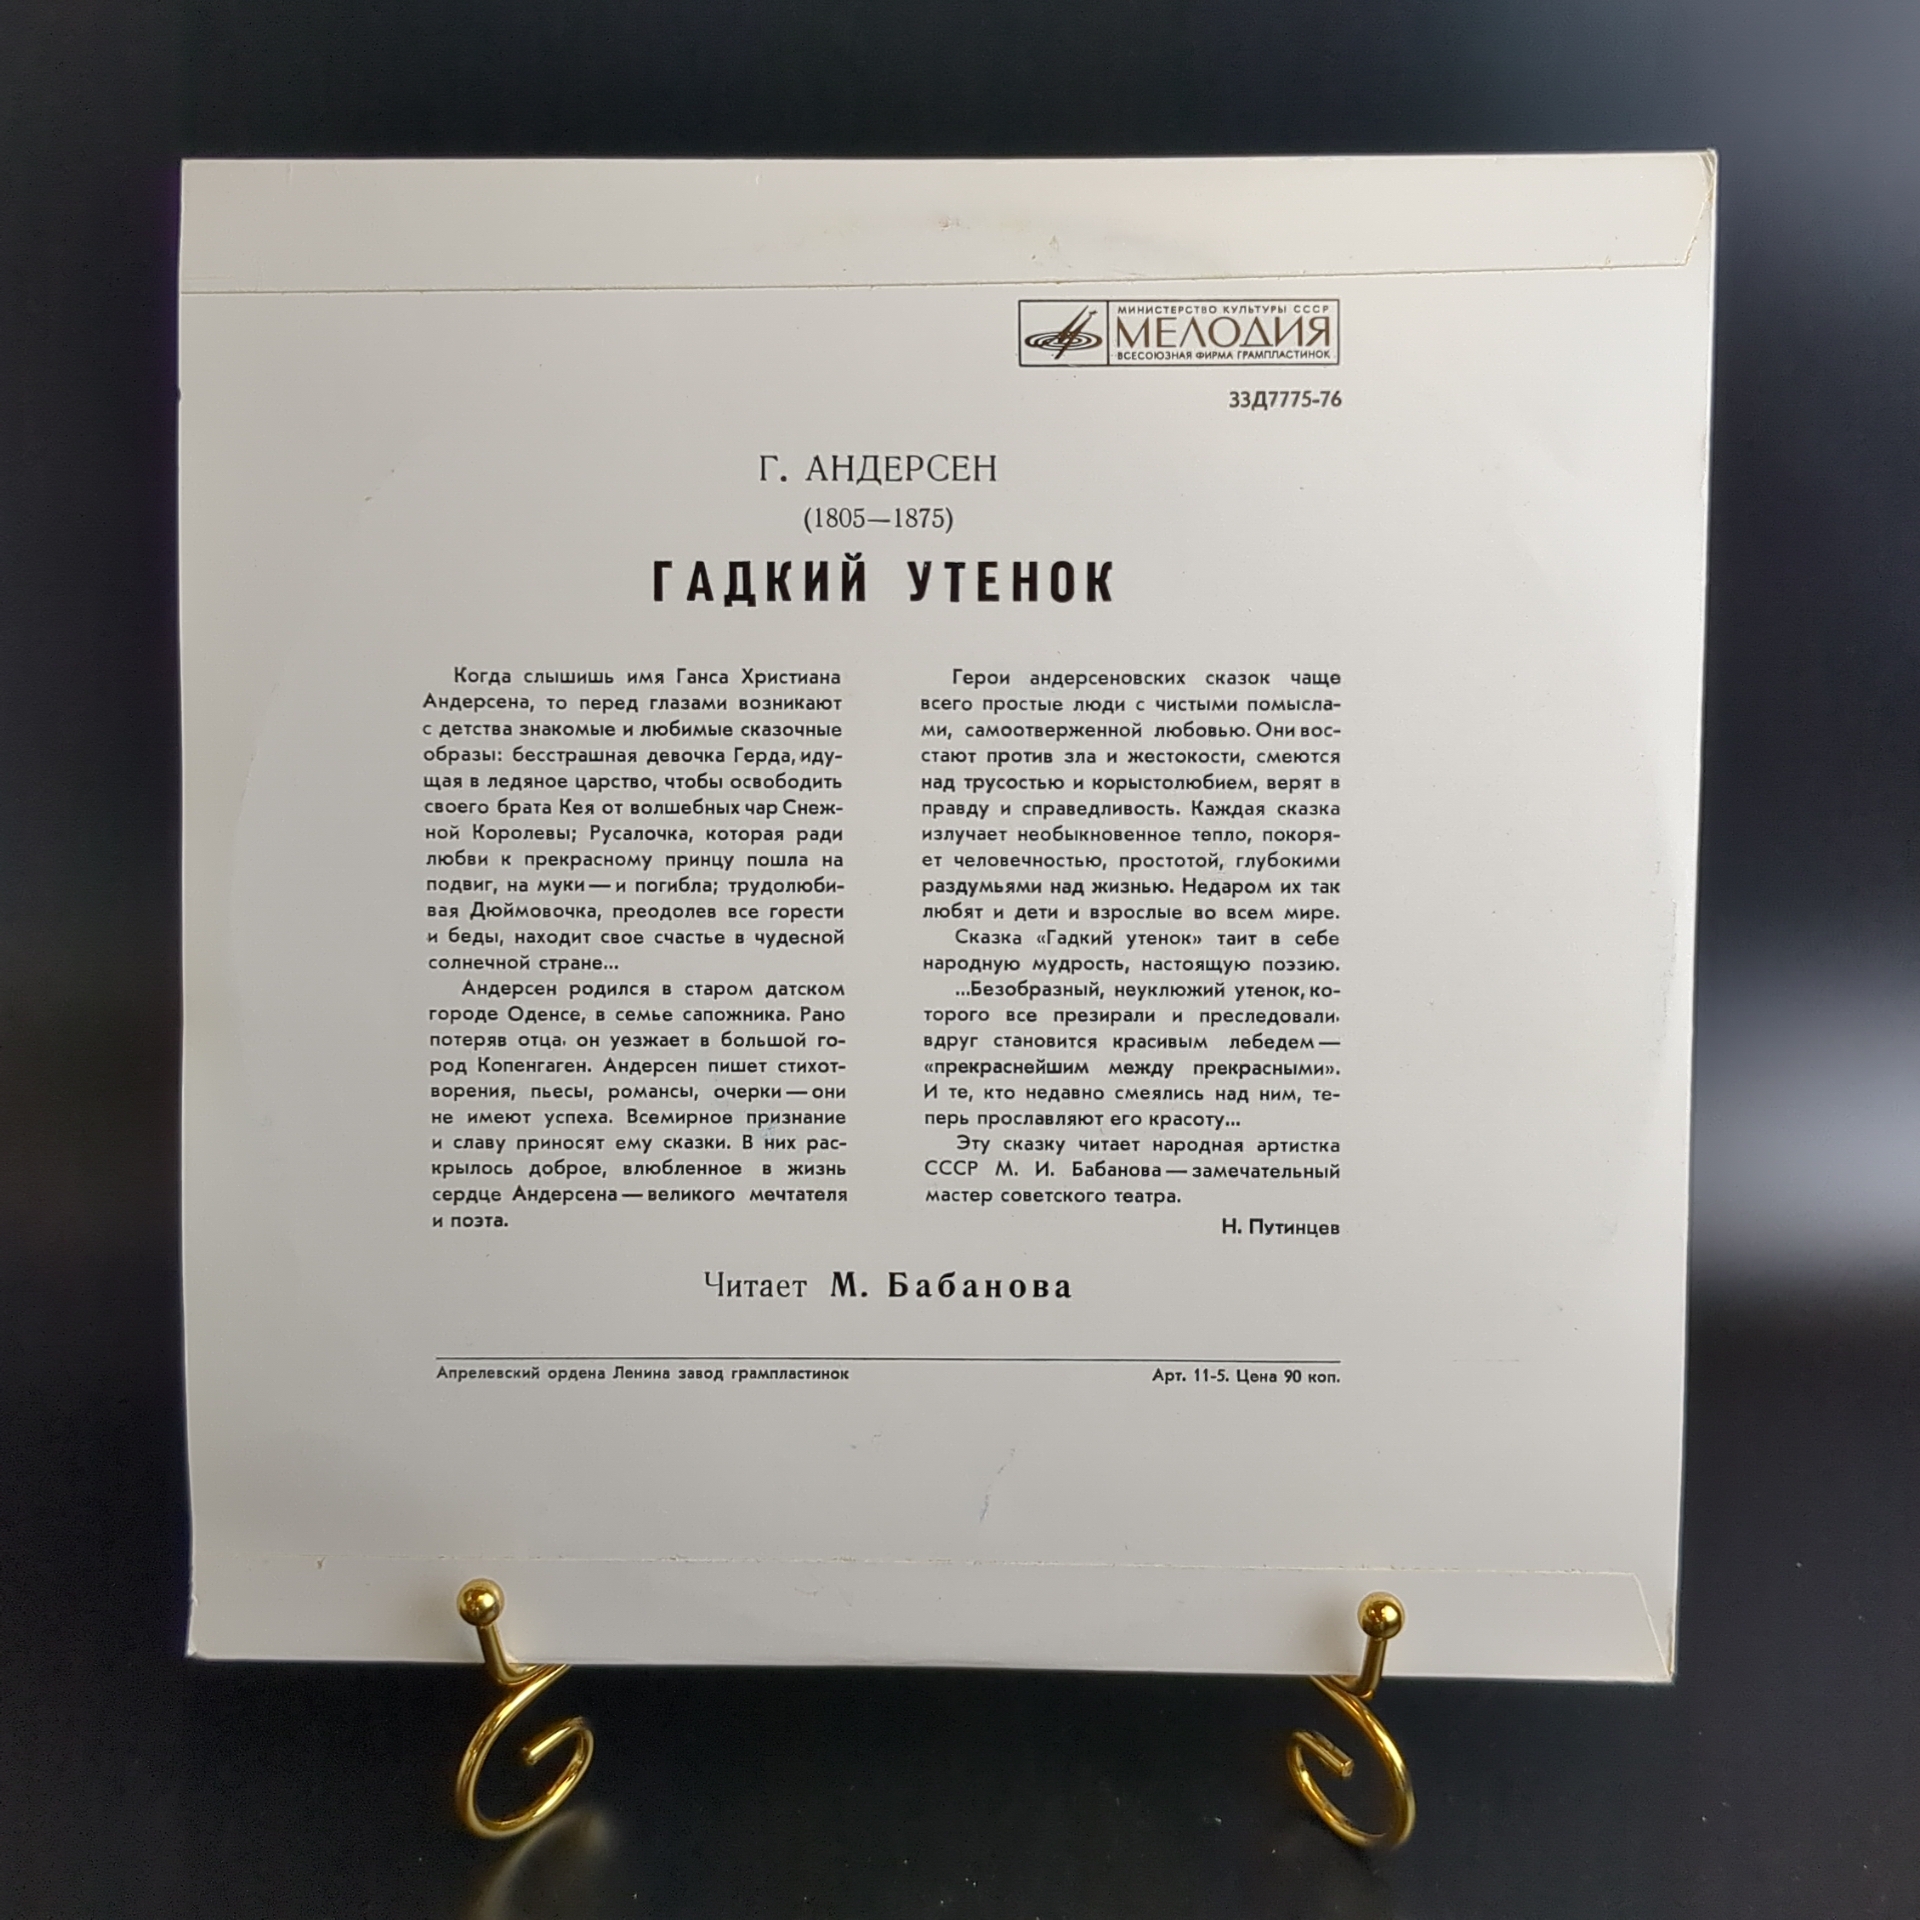 МИНИСТЕРСТВО КУЛЬТУРЫ СССР
МЕЛОДИЯ
ВСЕСОЮЗНАЯ ФИРМА ГРАМПЛАСТИНОК
33Д7775-76
Г. АНДЕРСЕН
(1805—1875)
ГАДКИЙ УТЕНОК
Когда слышишь имя Ганса Христиана
Андерсена, то перед глазами возникают
с детства знакомые и любимые сказочные
образы: бесстрашная девочка Герда, иду-
щая в ледяное царство, чтобы освободить
своего брата Кея от волшебных чар Снеж-
ной Королевы; Русалочка, которая ради
любви к прекрасному принцу пошла на
подвиг, на муки — и погибла; трудолюби-
вая Дюймовочка, преодолев все горести
и беды, находит свое счастье в чудесной
солнечной стране...
Андерсен родился в старом датском
городе Оденсе, в семье сапожника. Рано
потеряв отца, он уезжает в большой го-
род Копенгаген. Андерсен пишет стихот-
ворения, пьесы, романсы, очерки — они
не имеют успеха. Всемирное признание
и славу приносят ему сказки. В них рас-
крылось доброе, влюбленное в жизнь
сердце Андерсена — великого мечтателя
и поэта.
Герои андерсеновских сказок чаще
всего простые люди с чистыми помысла-
ми, самоотверженной любовью. Они вос-
стают против зла и жестокости, смеются
над трусостью и корыстолюбием, верят в
правду и справедливость. Каждая сказка
излучает необыкновенное тепло, покоря-
ет человечностью, простотой, глубокими
раздумьями над жизнью. Недаром их так
любят и дети и взрослые во всем мире.
Сказка «Гадкий утенок» таит в себе
народную мудрость, настоящую поэзию.
...Безобразный, неуклюжий утенок, ко-
торого все презирали и преследовали,
вдруг становится красивым лебедем —
«прекраснейшим между прекрасными».
И те, кто недавно смеялись над ним, те-
перь прославляют его красоту...
Эту сказку читает народная артистка
СССР М. И. Бабанова — замечательный
мастер советского театра.
Н. Путинцев
Читает М. Бабанова
Апрелевский ордена Ленина завод грампластинок
Арт. 11-5. Цена 90 коп.